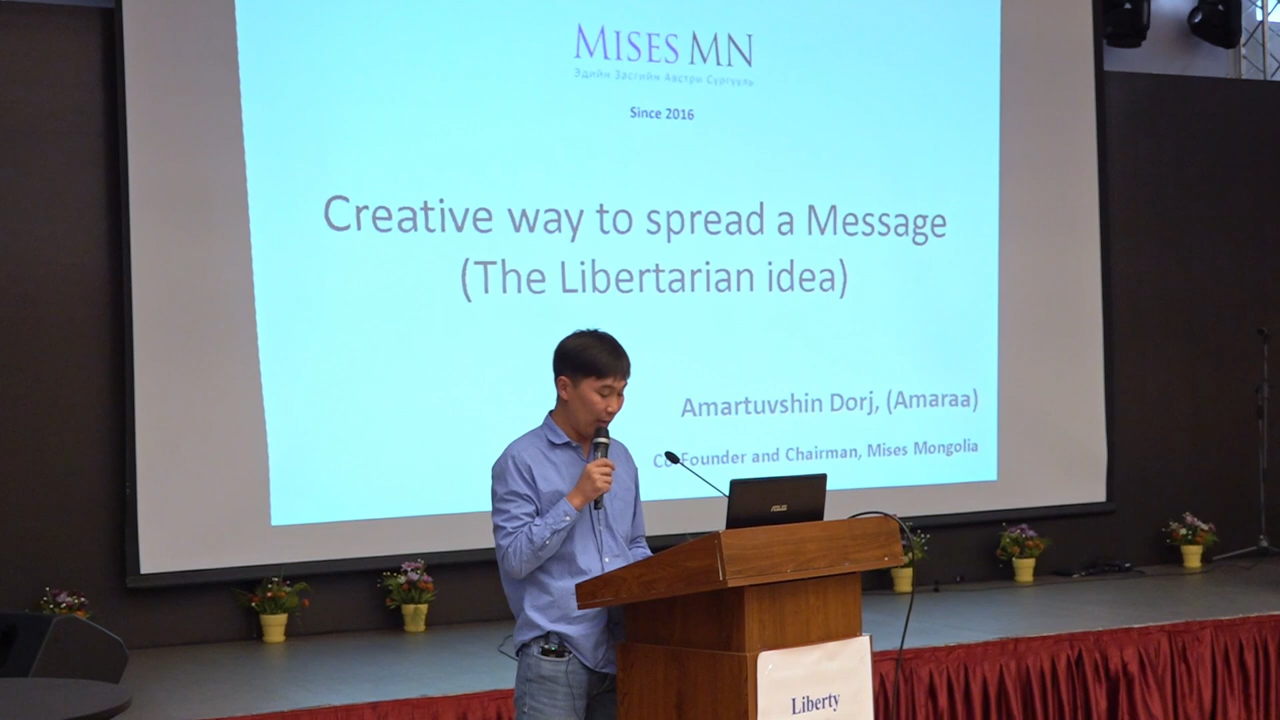 MISES MN
Эдийн Засгийн Австри Сургууль
Since 2016
Creative way to spread a Message
(The Libertarian idea)
Amartuvshin Dorj, (Amaraa)
Co-Founder and Chairman, Mises Mongolia
ASUS
Liberty